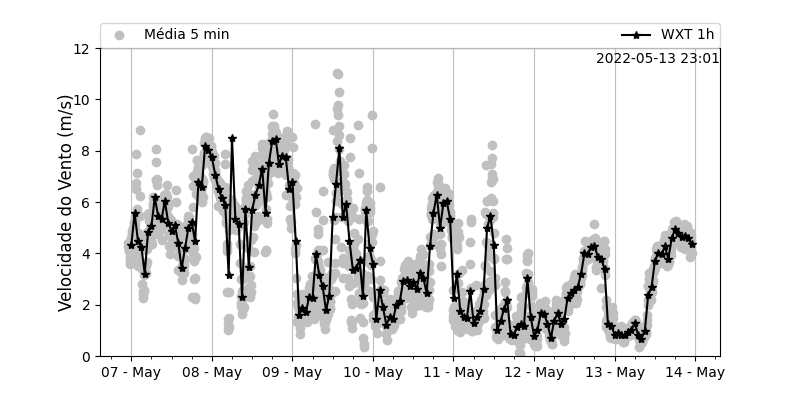 Média 5 min
WXT 1h
2022-05-13 23:01
Velocidade do Vento (m/s)
12
10
8
6
4
2
0
07 - May
08 - May
09 - May
10 - May
11 - May
12 - May
13 - May
14 - May